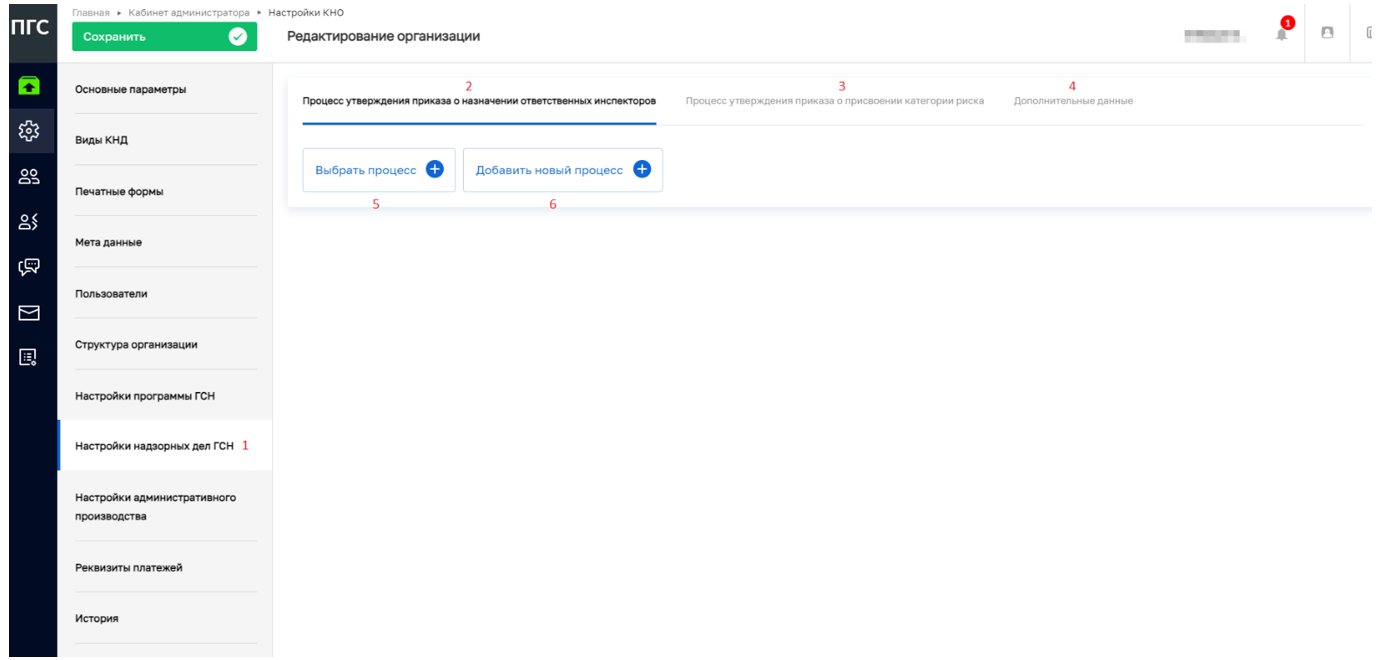 Главная ▸ Кабинет администратора ▸ Настройки КНО
ПГС
Сохранить
Редактирование организации
1
Основные параметры
Виды КНД
Печатные формы
Мета данные
Пользователи
Структура организации
Настройки программы ГСН
Настройки надзорных дел ГСН 1
Настройки административного
производства
Реквизиты платежей
История
2 3 4
Процесс утверждения приказа о назначении ответственных инспекторов Процесс утверждения приказа о присвоении категории риска Дополнительные данные
Выбрать процесс Добавить новый процесс
5 6